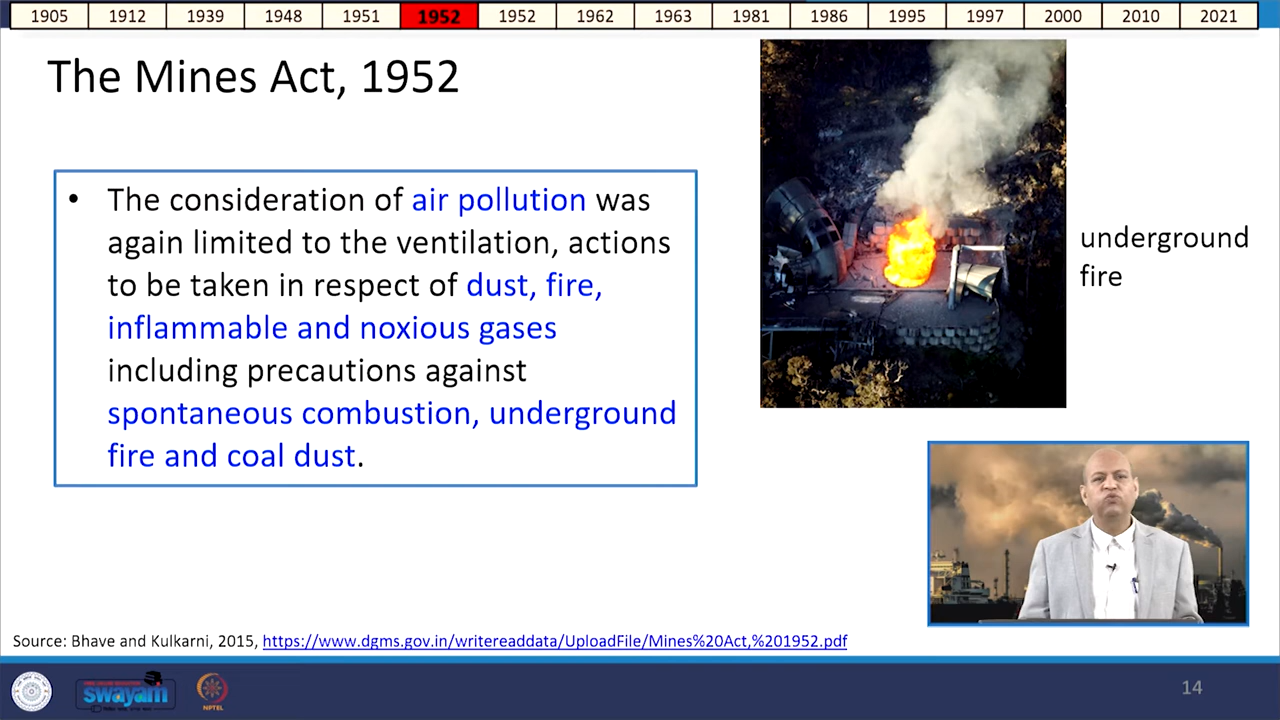 1905 1912 1939 1948 1951 1952 1952 1962 1963 1981 1986 1995 1997 2000 2010 2021
The Mines Act, 1952
• The consideration of air pollution was
again limited to the ventilation, actions
to be taken in respect of dust, fire,
inflammable and noxious gases
including precautions against
spontaneous combustion, underground
fire and coal dust.
underground
fire
Source: Bhave and Kulkarni, 2015, https://www.dgms.gov.in/writereaddata/UploadFile/Mines%20Act,%201952.pdf
swayam
NPTEL
14